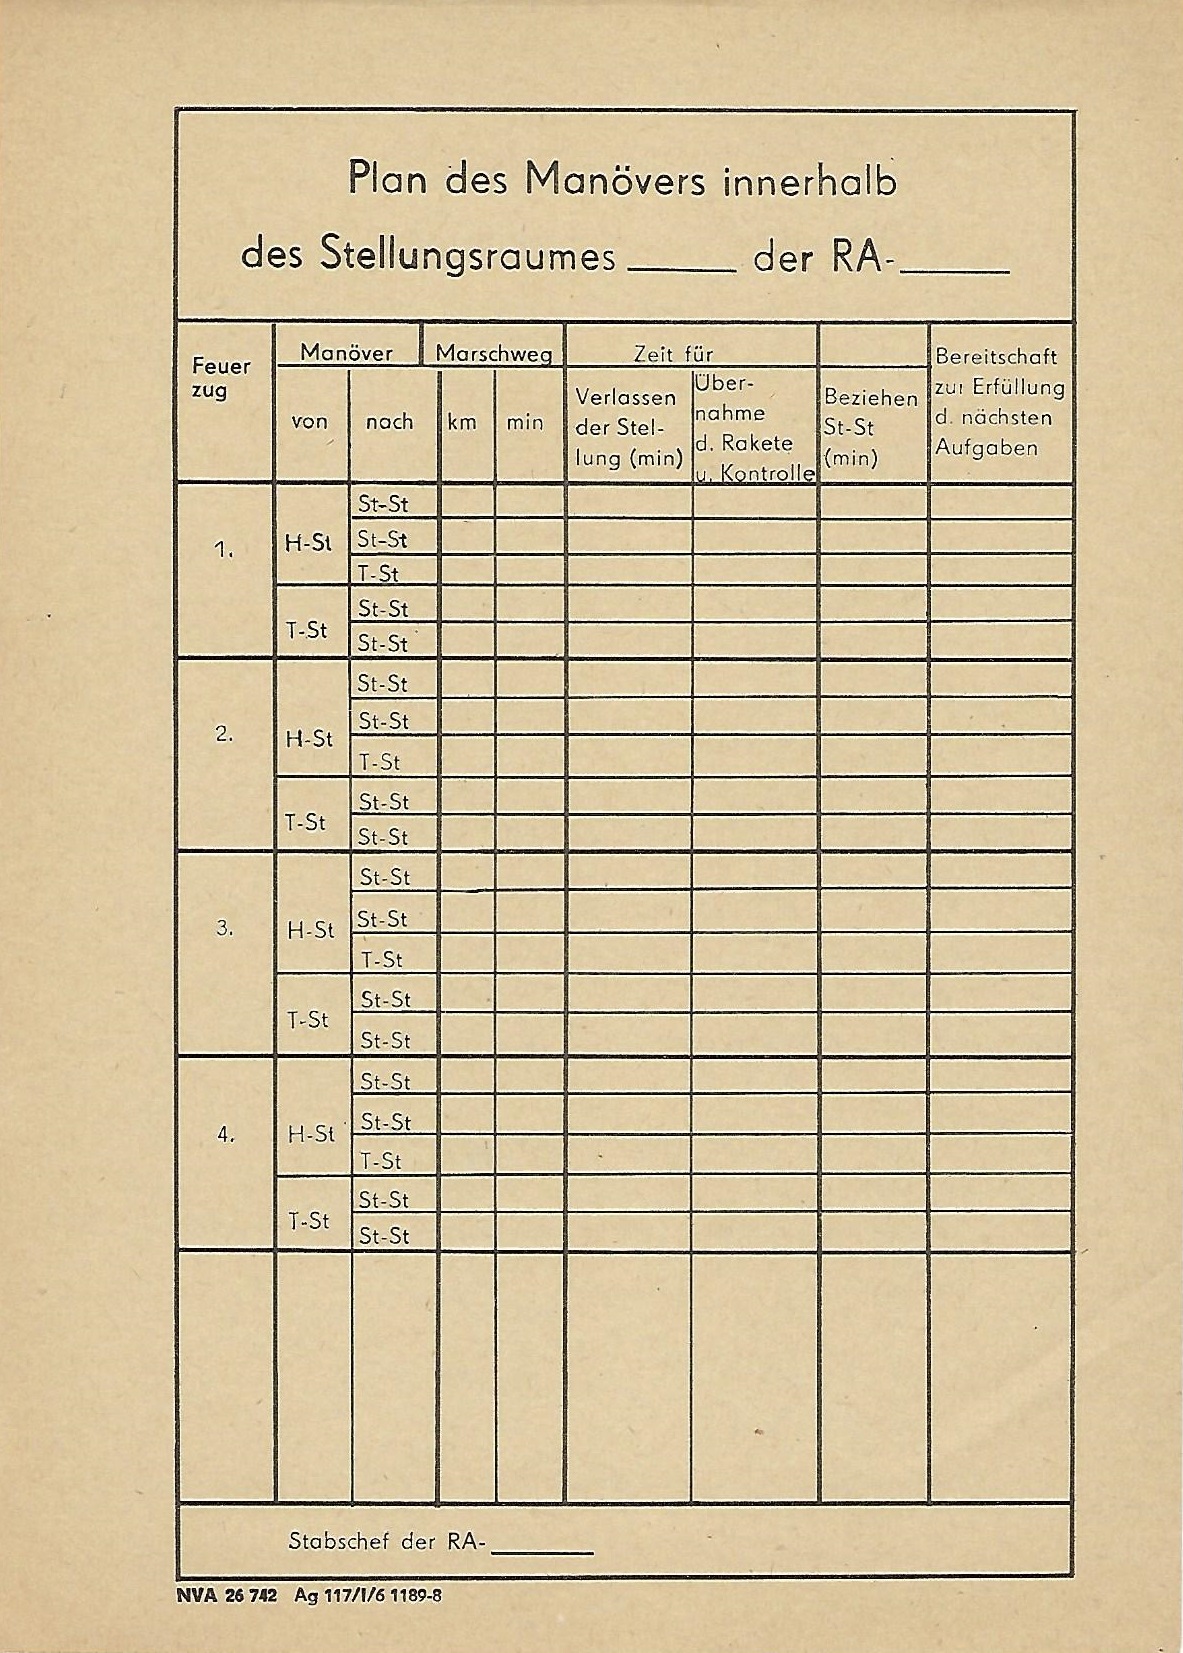 Plan des Manövers innerhalb
des Stellungsraumes ______ der RA-______
Feuer
zug
Manöver
Marschweg
Zeit für
von
nach
km
min
Verlassen
der Stel-
lung (min)
Über-
nahme
d. Rakete
u. Kontrolle
Beziehen
St-St
(min)
Bereitschaft
zur Erfüllung
d. nächsten
Aufgaben
1.
H-St
St-St
St-St
T-St
T-St
St-St
St-St
2.
H-St
St-St
St-St
T-St
T-St
St-St
St-St
3.
H-St
St-St
St-St
T-St
T-St
St-St
St-St
4.
H-St
St-St
St-St
T-St
T-St
St-St
St-St
Stabschef der RA-______
NVA 26 742 Ag 117/I/6 1189-8